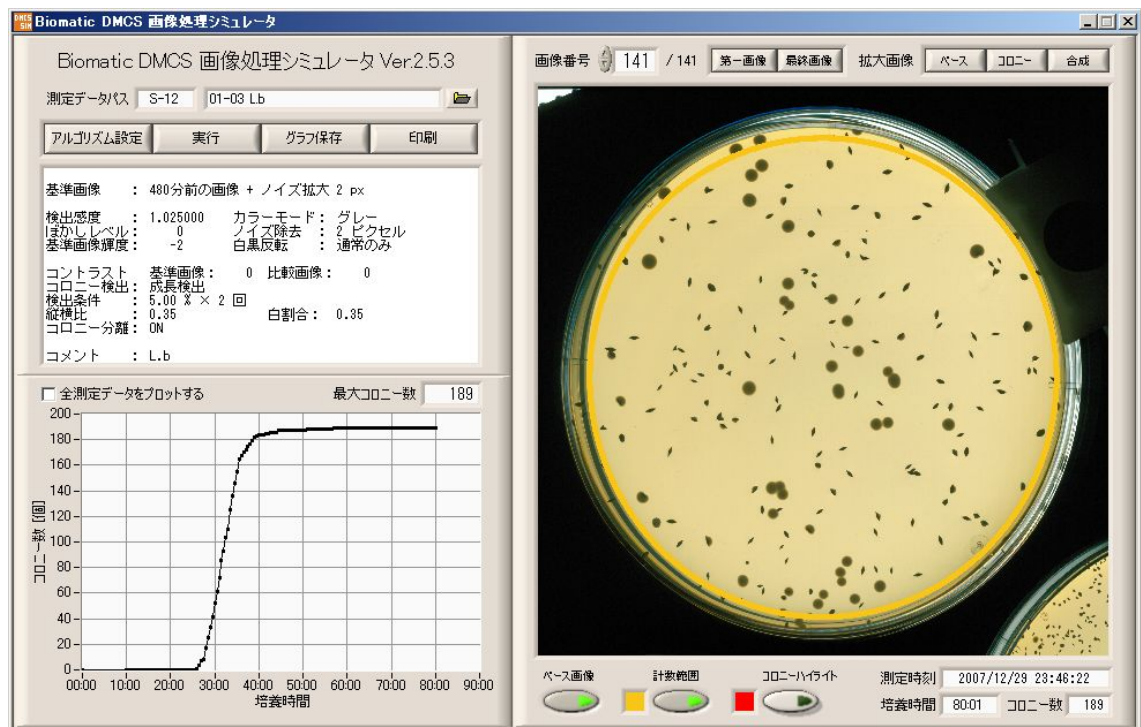 Biomatic DMCS 画像処理シミュレータ
Biomatic DMCS 画像処理シミュレータ Ver.2.5.3
測定データパス S-12 01-03 L.b
アルゴリズム設定 実行 グラフ保存 印刷
基準画像 : 480分前の画像 + ノイズ拡大 2 px
検出感度 : 1.025000 カラーモード : グレー
ぼかしレベル : 0 ノイズ除去 : 2 ピクセル
基準画像輝度 : -2 白黒反転 : 通常のみ
コントラスト 基準画像 : 0 比較画像 : 0
コロニー検出 : 成長検出
検出条件 : 5.00 % × 2 回
縦横比 : 0.35 白割合 : 0.35
コロニー分離 : ON
コメント : L.b
全測定データをプロットする 最大コロニー数 189
コロニー数 [個]
200
180
160
140
120
100
80
60
40
20
0
00:00 10:00 20:00 30:00 40:00 50:00 60:00 70:00 80:00 90:00
培養時間
画像番号 141 / 141 第一画像 最終画像 拡大画像 ベース コロニー 合成
ベース画像 計数範囲 コロニーハイライト 測定時刻 2007/12/29 23:46:22
培養時間 80:01 コロニー数 189